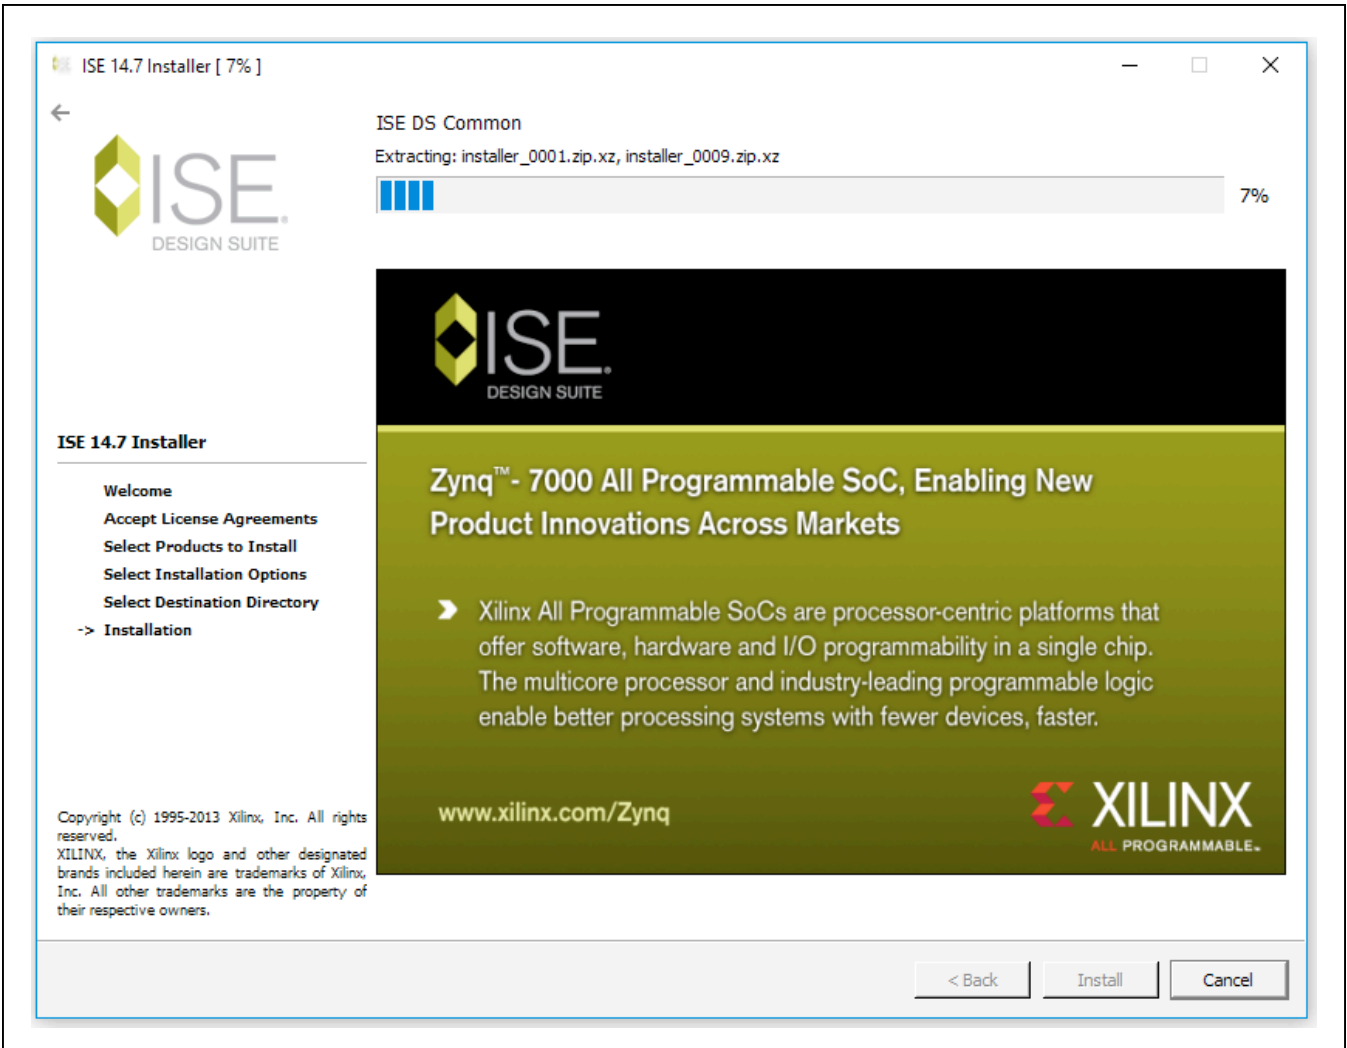 ISE 14.7 Installer [ 7% ]
ISE DS Common
Extracting: installer_0001.zip.xz, installer_0009.zip.xz
7%
ISE®
DESIGN SUITE
ISE®
DESIGN SUITE
ISE 14.7 Installer
Welcome
Accept License Agreements
Select Products to Install
Select Installation Options
Select Destination Directory
-> Installation
Zynq™- 7000 All Programmable SoC, Enabling New
Product Innovations Across Markets
Xilinx All Programmable SoCs are processor-centric platforms that
offer software, hardware and I/O programmability in a single chip.
The multicore processor and industry-leading programmable logic
enable better processing systems with fewer devices, faster.
www.xilinx.com/Zynq
XILINX
ALL PROGRAMMABLE™
Copyright (c) 1995-2013 Xilinx, Inc. All rights
reserved.
XILINX, the Xilinx logo and other designated
brands included herein are trademarks of Xilinx,
Inc. All other trademarks are the property of
their respective owners.
< Back
Install
Cancel